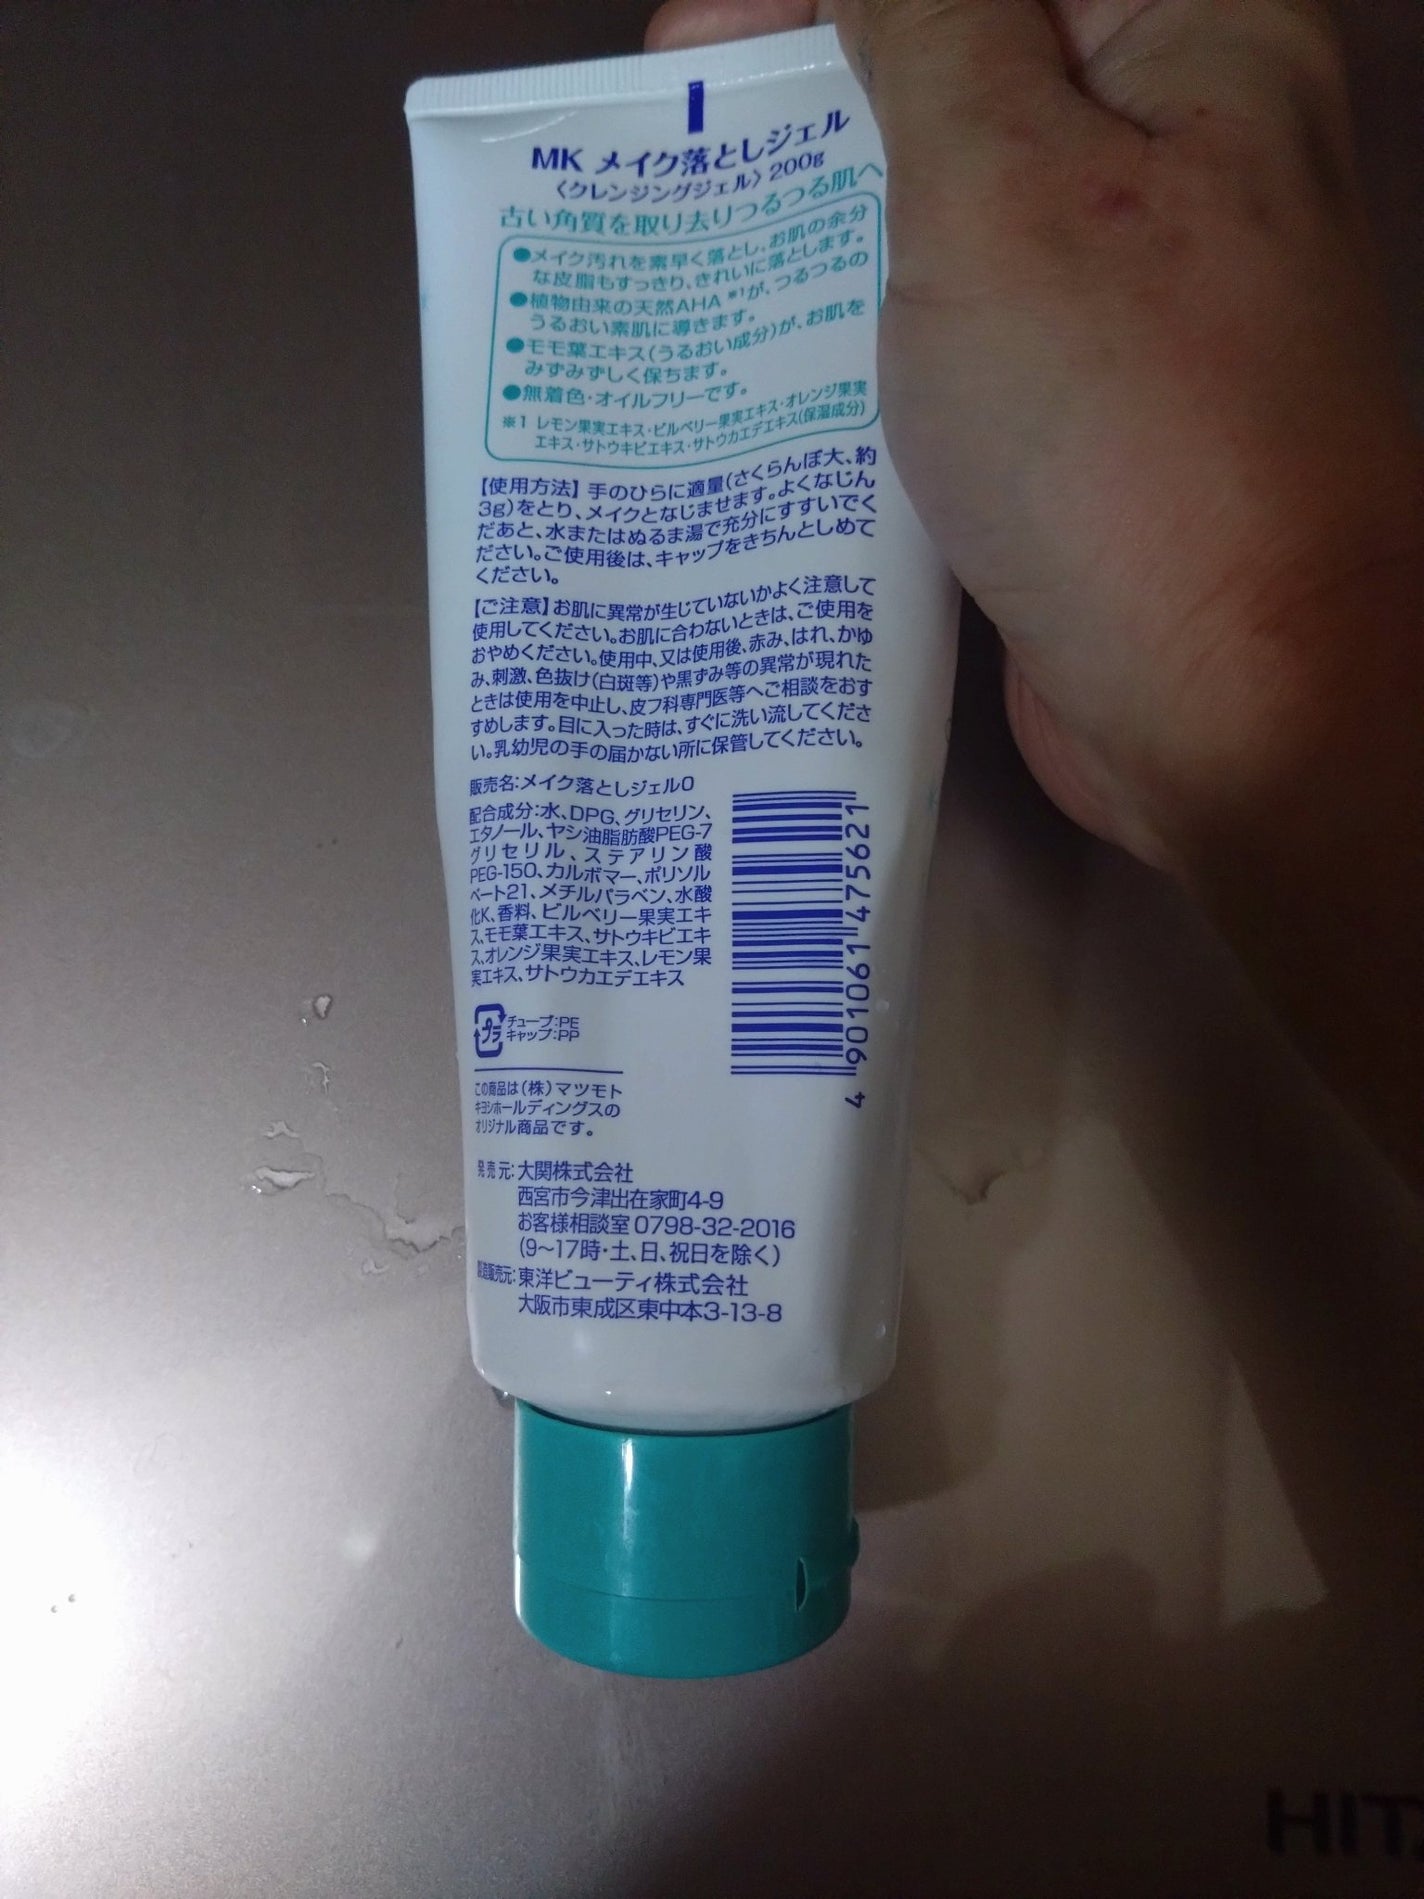 MK メイク落としジェル
〈クレンジングジェル〉 200g
古い角質を取り去りつるつる肌へ
●メイク汚れを素早く落とし、お肌の余分
な皮脂もすっきり、きれいに落とします。
●植物由来の天然AHA※1が、つるつるの
うるおい素肌に導きます。
●モモ葉エキス(うるおい成分)が、お肌を
みずみずしく保ちます。
●無着色・オイルフリーです。
※1 レモン果実エキス・ビルベリー果実エキス・オレンジ果実
エキス・サトウキビエキス・サトウカエデエキス(保湿成分)
【使用方法】手のひらに適量(さくらんぼ大、約
3g)をとり、メイクとなじませます。よくなじん
だあと、水またはぬるま湯で充分にすすいでく
ださい。ご使用後は、キャップをきちんとしめて
ください。
【ご注意】お肌に異常が生じていないかよく注意して
使用してください。お肌に合わないときは、ご使用を
おやめください。使用中、又は使用後、赤み、はれ、かゆ
み、刺激、色抜け(白斑等)や黒ずみ等の異常が現れた
ときは使用を中止し、皮フ科専門医等へご相談をおす
すめします。目に入った時は、すぐに洗い流してくださ
い。乳幼児の手の届かない所に保管してください。
販売名:メイク落としジェル0
配合成分:水、DPG、グリセリン、
エタノール、ヤシ油脂肪酸PEG-7
グリセリル、ステアリン酸
PEG-150、カルボマー、ポリソル
ベート21、メチルパラベン、水酸
化K、香料、ビルベリー果実エキ
ス、モモ葉エキス、サトウキビエキ
ス、オレンジ果実エキス、レモン果
実エキス、サトウカエデエキス
4 901061 475621
プラ
チューブ:PE
キャップ:PP
この商品は(株)マツモト
キヨシホールディングスの
オリジナル商品です。
発売元:大関株式会社
西宮市今津出在家町4-9
お客様相談室 0798-32-2016
(9〜17時・土、日、祝日を除く)
製造販売元:東洋ビューティ株式会社
大阪市東成区東中本3-13-8
HIT